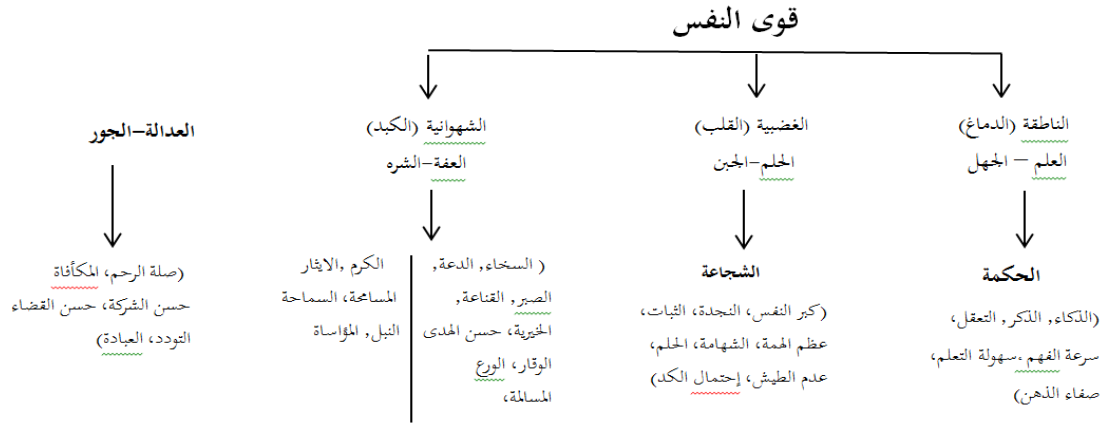 قوى النفس
الناطقة (الدماغ)
العلم – الجهل
الحكمة
(الذكاء, الذكر, التعقل،
سرعة الفهم ،سهولة التعلم،
صفاء الذهن)
الغضبية (القلب)
الحلم–الجبن
الشجاعة
(كبر النفس، النجدة، الثبات،
عظم الهمة، الشهامة، الحلم،
عدم الطيش، إحتمال الكد)
الشهوانية (الكبد)
العفة–الشره
( السخاء, الدعة,
الصبر, القناعة,
الخيرية، حسن الهدى
الوقار، الورع
المسالمة،
الكرم ,الايثار
المسامحة، السماحة
النبل, المؤاساة
العدالة–الجور
(صلة الرحم، المكأفاة
حسن الشركة، حسن القضاء
التودد، العبادة)